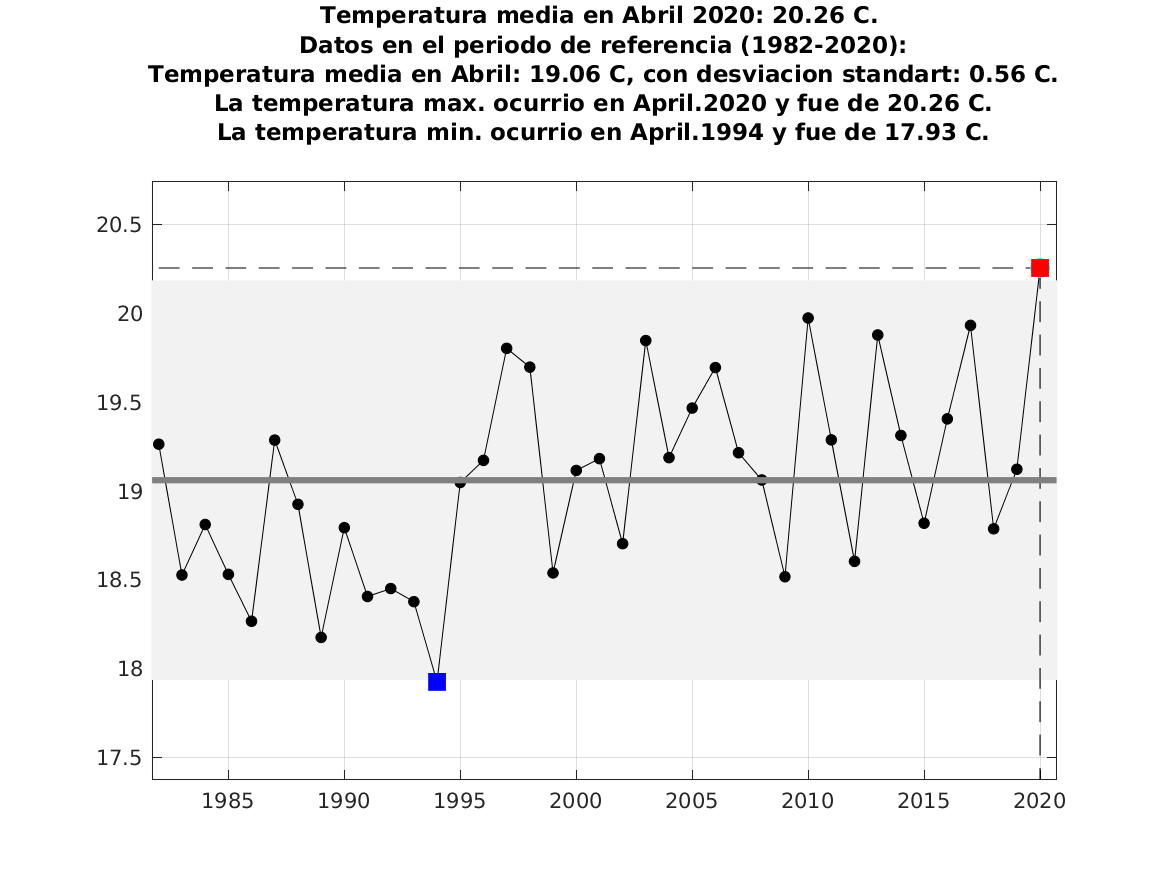 Temperatura media en Abril 2020: 20.26 C.
Datos en el periodo de referencia (1982-2020):
Temperatura media en Abril: 19.06 C, con desviacion standart: 0.56 C.
La temperatura max. ocurrio en April.2020 y fue de 20.26 C.
La temperatura min. ocurrio en April.1994 y fue de 17.93 C.
20.5
20
19.5
19
18.5
18
17.5
1985 1990 1995 2000 2005 2010 2015 2020